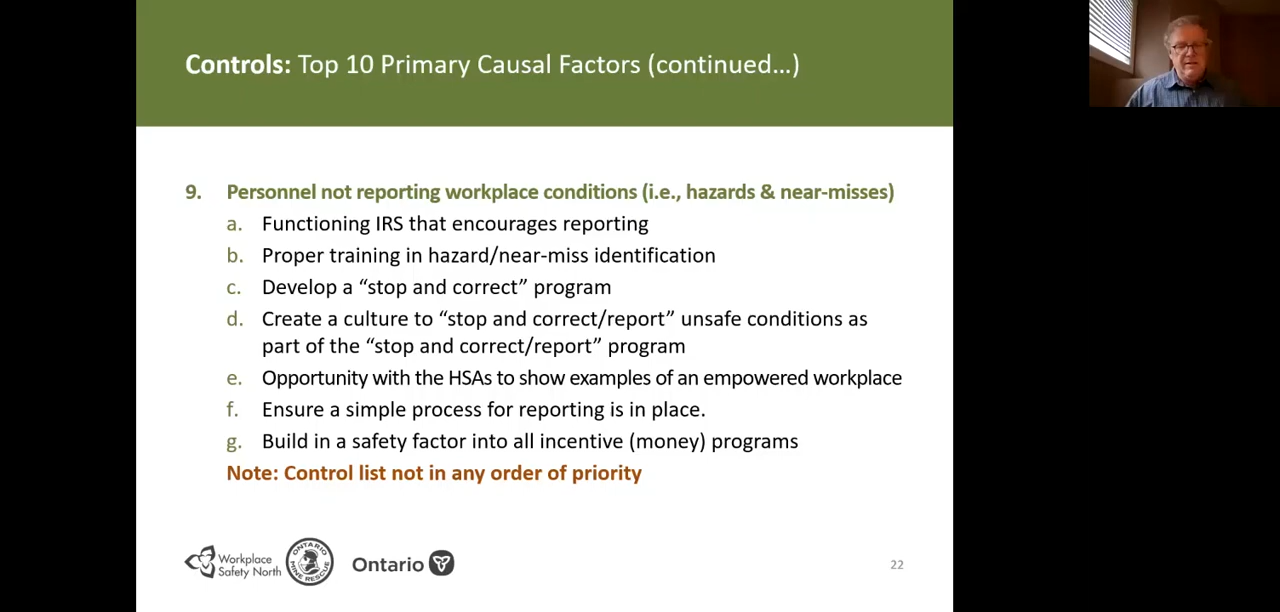 Controls: Top 10 Primary Causal Factors (continued...)
9. Personnel not reporting workplace conditions (i.e., hazards & near-misses)
a. Functioning IRS that encourages reporting
b. Proper training in hazard/near-miss identification
c. Develop a “stop and correct” program
d. Create a culture to “stop and correct/report” unsafe conditions as
part of the “stop and correct/report” program
e. Opportunity with the HSAs to show examples of an empowered workplace
f. Ensure a simple process for reporting is in place.
g. Build in a safety factor into all incentive (money) programs
Note: Control list not in any order of priority
Workplace
Safety North
ONTARIO
MINE RESCUE
Ontario
22